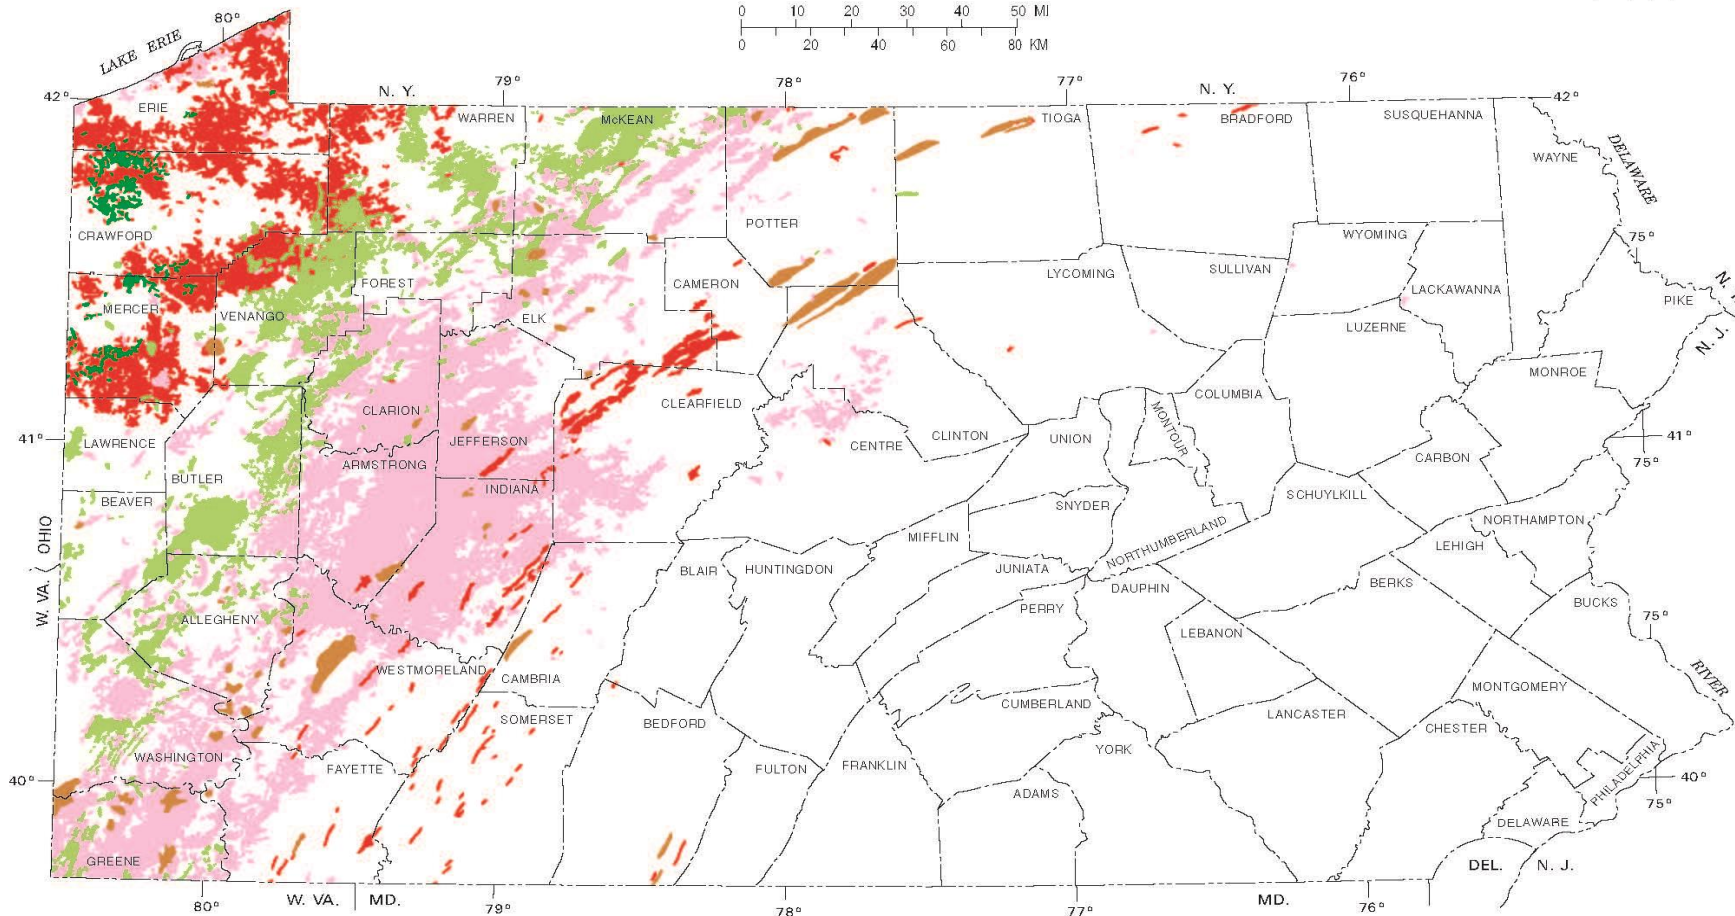 0 10 20 30 40 50 MI
0 20 40 60 80 KM
80°
LAKE ERIE
79°
78°
77°
76°
42°
N. Y.
N. Y.
42°
ERIE
WARREN
McKEAN
TIOGA
BRADFORD
SUSQUEHANNA
WAYNE
DELAWARE
CRAWFORD
POTTER
WYOMING
75°
FOREST
CAMERON
LYCOMING
SULLIVAN
LACKAWANNA
PIKE
N.
MERCER
VENANGO
ELK
LUZERNE
N. J.
CLARION
CLEARFIELD
COLUMBIA
MONROE
41°
LAWRENCE
JEFFERSON
CENTRE
CLINTON
UNION
MONTOUR
41°
75°
ARMSTRONG
CARBON
BUTLER
BEAVER
INDIANA
SNYDER
SCHUYLKILL
NORTHAMPTON
OHIO
W. VA.
MIFFLIN
NORTHUMBERLAND
LEHIGH
BLAIR
HUNTINGDON
JUNIATA
DAUPHIN
BERKS
BUCKS
75°
ALLEGHENY
PERRY
LEBANON
WESTMORELAND
CAMBRIA
RIVER
SOMERSET
BEDFORD
CUMBERLAND
LANCASTER
MONTGOMERY
CHESTER
WASHINGTON
FAYETTE
FULTON
FRANKLIN
YORK
PHILADELPHIA
40°
40°
75°
ADAMS
DELAWARE
GREENE
DEL.
N. J.
80°
W. VA.
MD.
79°
78°
77°
MD.
76°